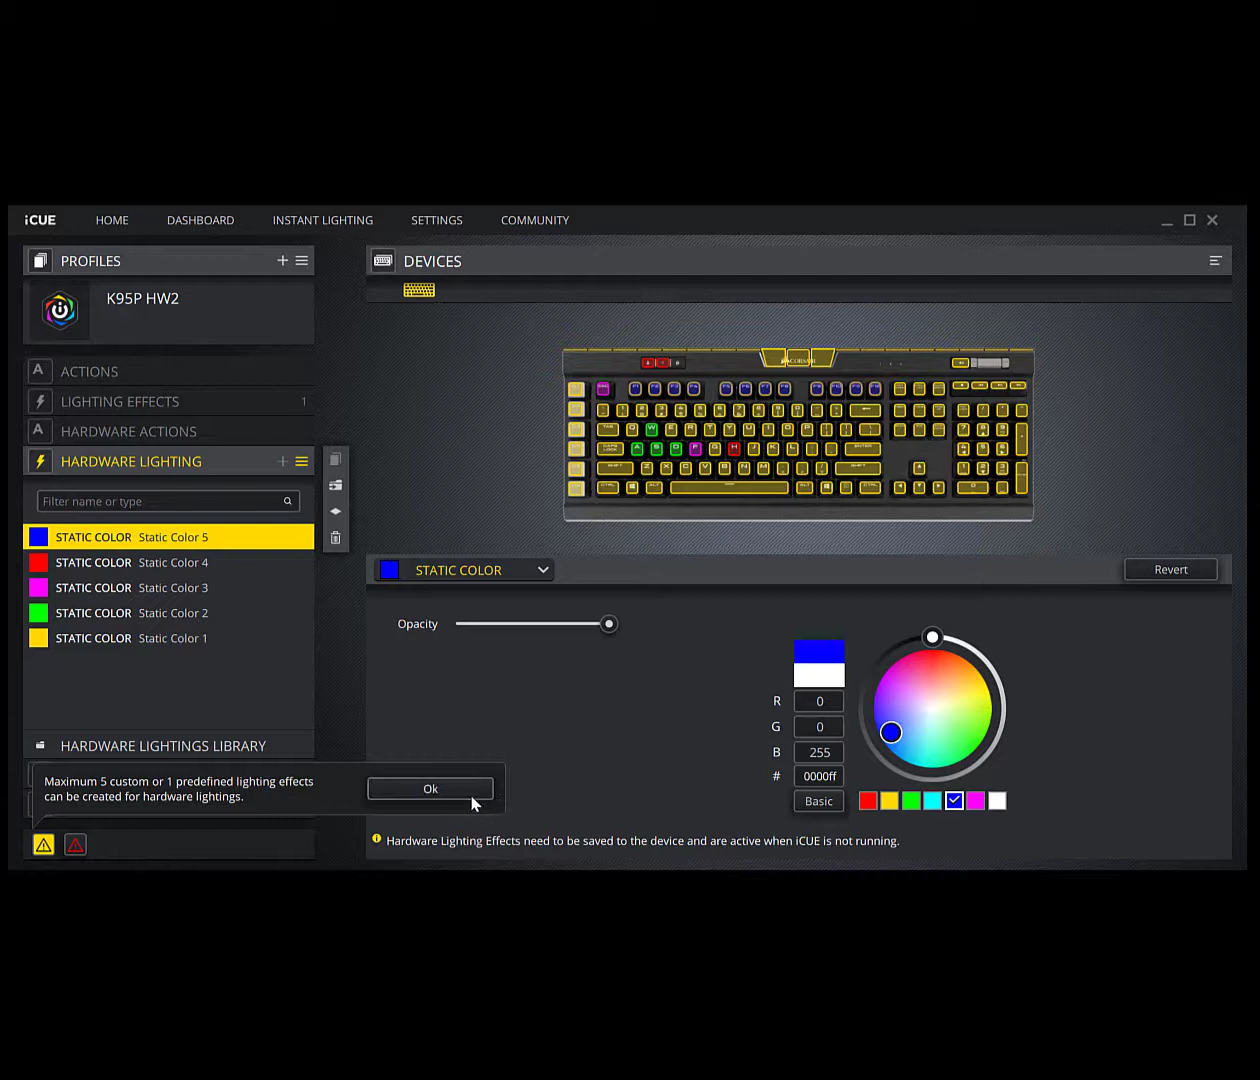 iCUE HOME DASHBOARD INSTANT LIGHTING SETTINGS COMMUNITY
PROFILES
K95P HW2
ACTIONS
LIGHTING EFFECTS 1
HARDWARE ACTIONS
HARDWARE LIGHTING
Filter name or type
STATIC COLOR Static Color 5
STATIC COLOR Static Color 4
STATIC COLOR Static Color 3
STATIC COLOR Static Color 2
STATIC COLOR Static Color 1
HARDWARE LIGHTINGS LIBRARY
Maximum 5 custom or 1 predefined lighting effects
can be created for hardware lightings.
Ok
DEVICES
STATIC COLOR
Revert
Opacity
R 0
G 0
B 255
# 0000ff
Basic
Hardware Lighting Effects need to be saved to the device and are active when iCUE is not running.